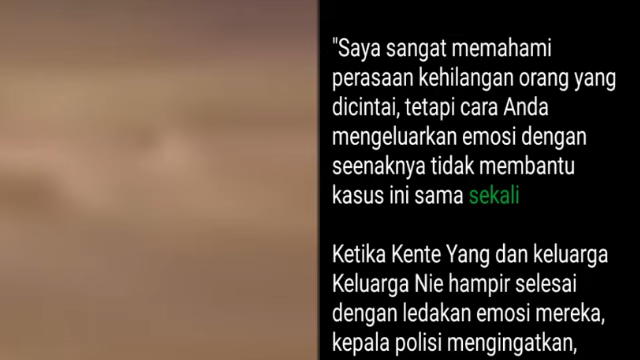 "Saya sangat memahami
perasaan kehilangan orang yang
dicintai, tetapi cara Anda
mengeluarkan emosi dengan
seenaknya tidak membantu
kasus ini sama sekali
Ketika Kente Yang dan keluarga
Keluarga Nie hampir selesai
dengan ledakan emosi mereka,
kepala polisi mengingatkan,